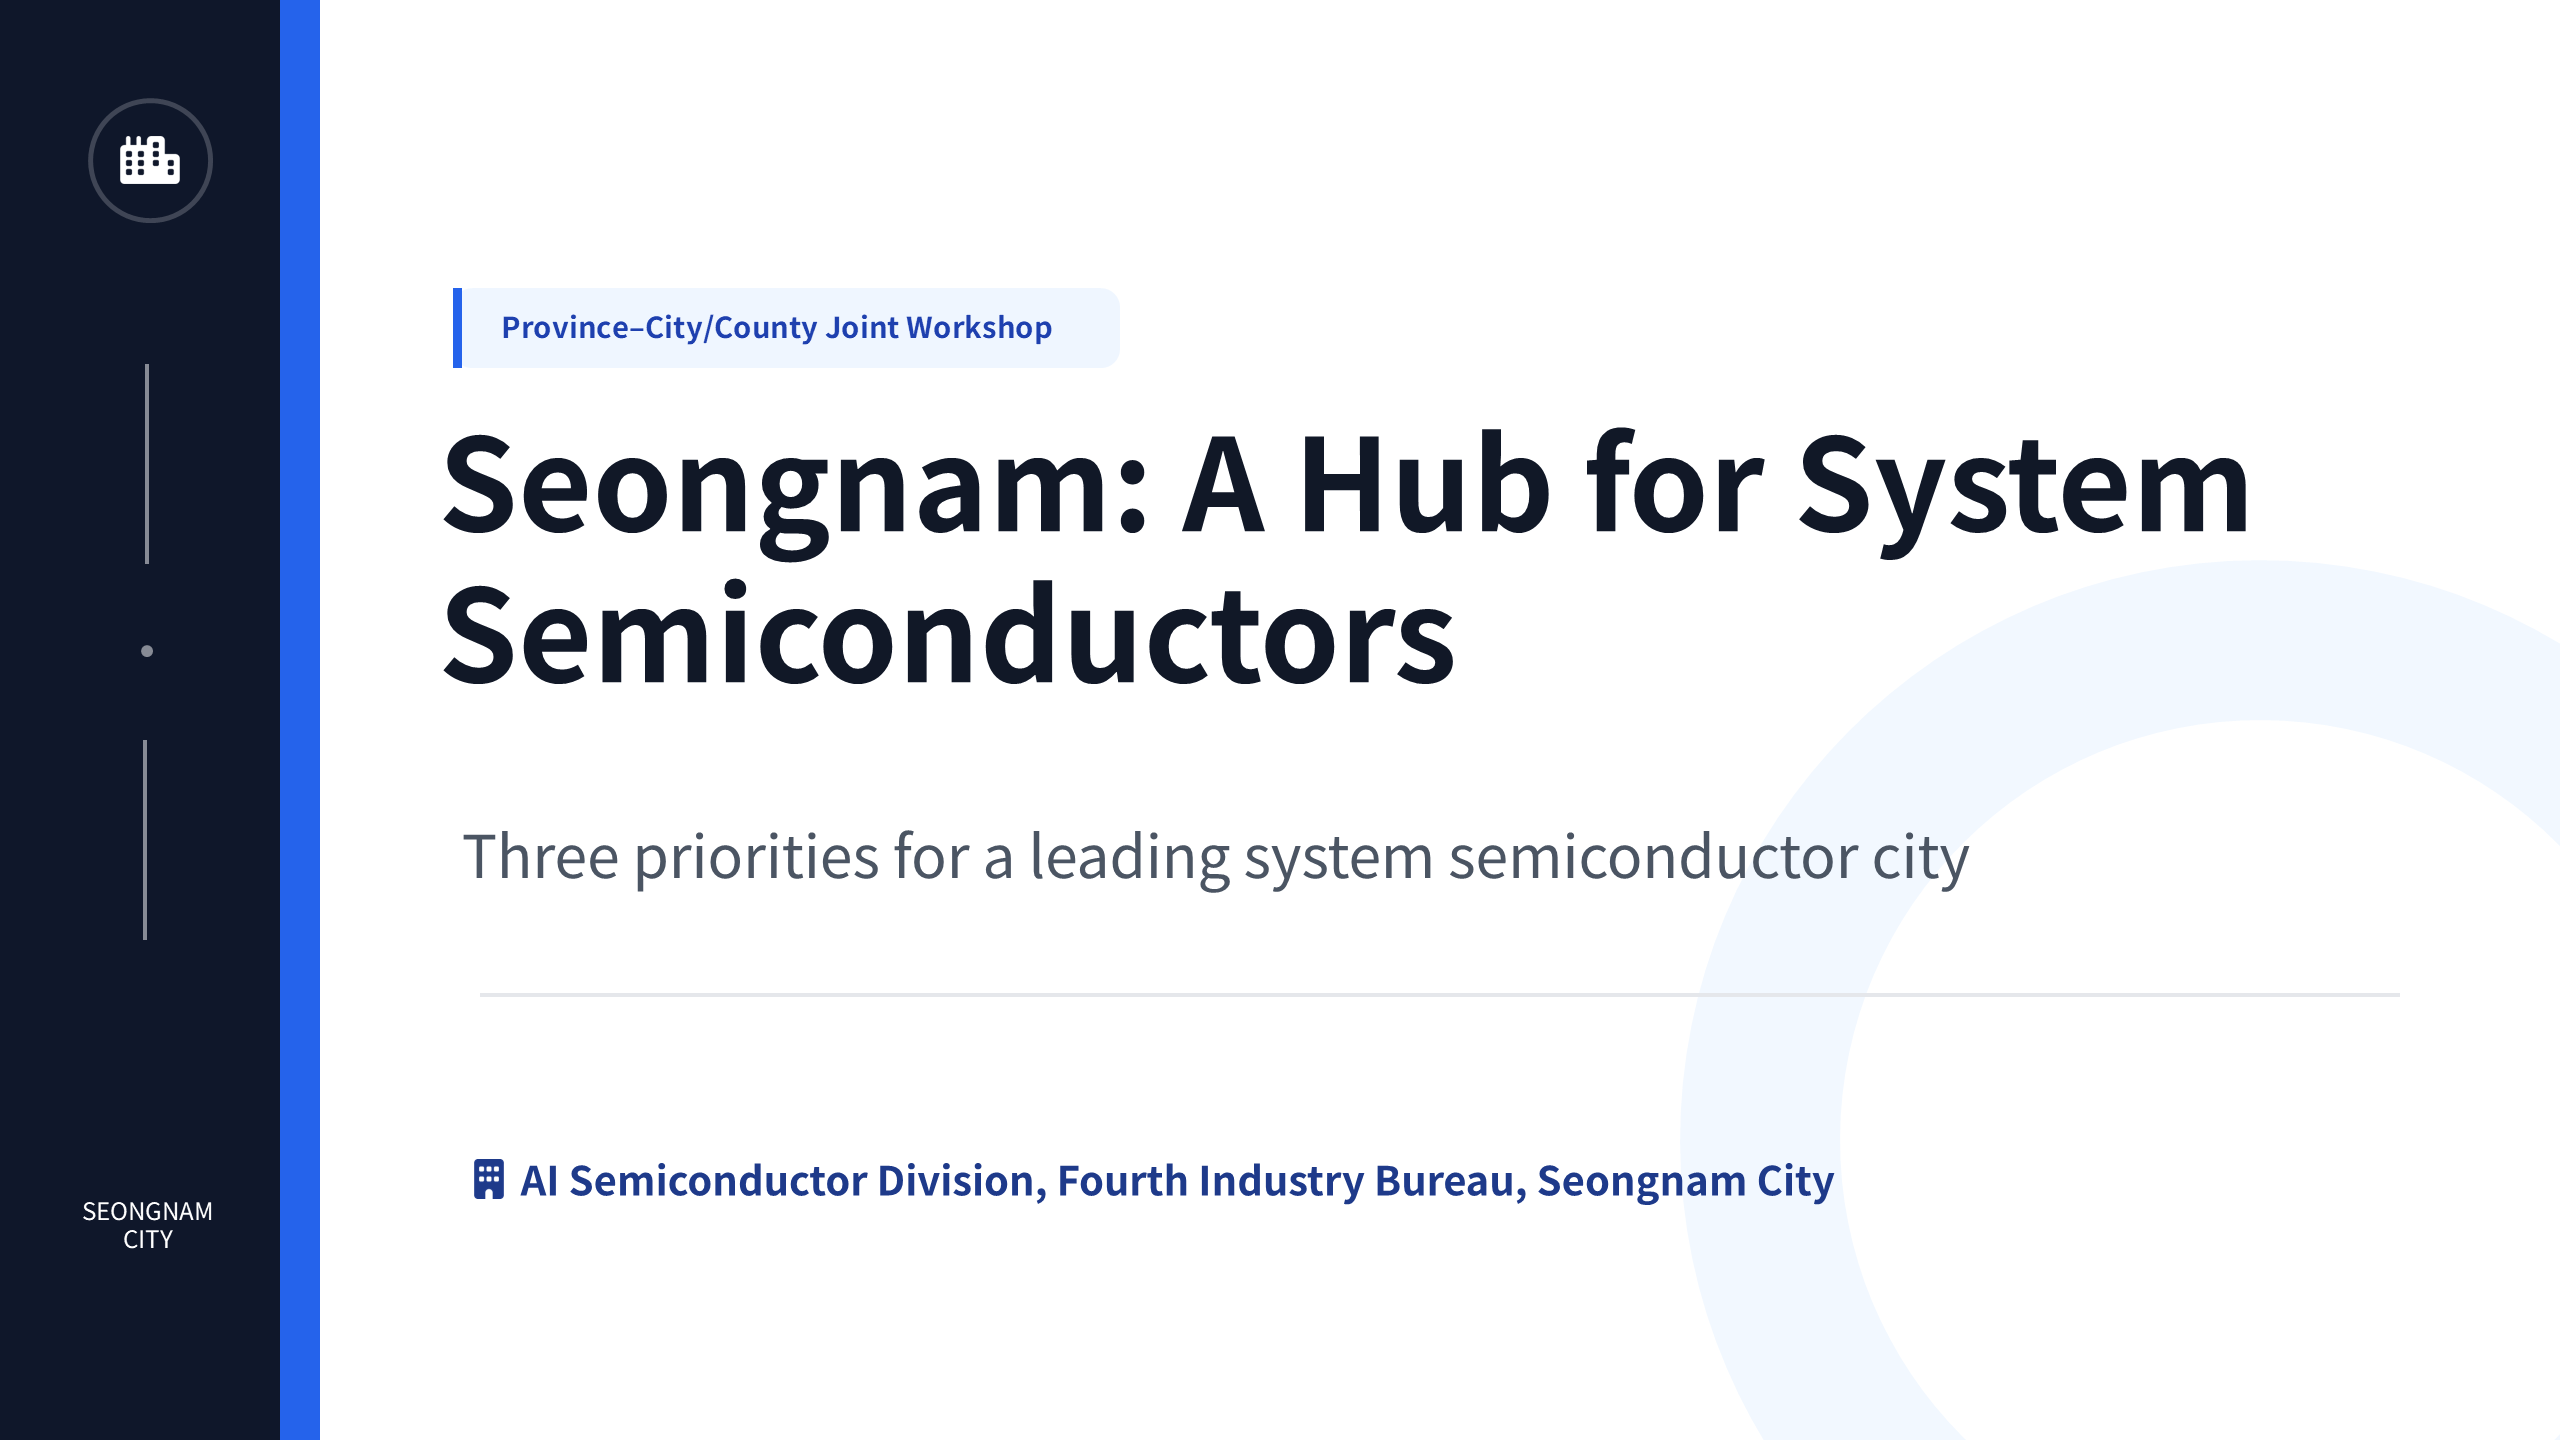 Province–City/County Joint Workshop
Seongnam: A Hub for System
Semiconductors
Three priorities for a leading system semiconductor city
AI Semiconductor Division, Fourth Industry Bureau, Seongnam City
SEONGNAM
CITY